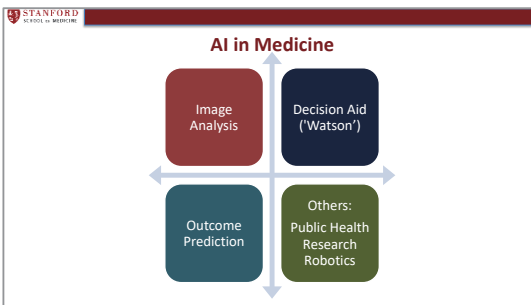 STANFORD
SCHOOL OF MEDICINE
AI in Medicine
Image
Analysis
Decision Aid
('Watson’)
Outcome
Prediction
Others:
Public Health
Research
Robotics